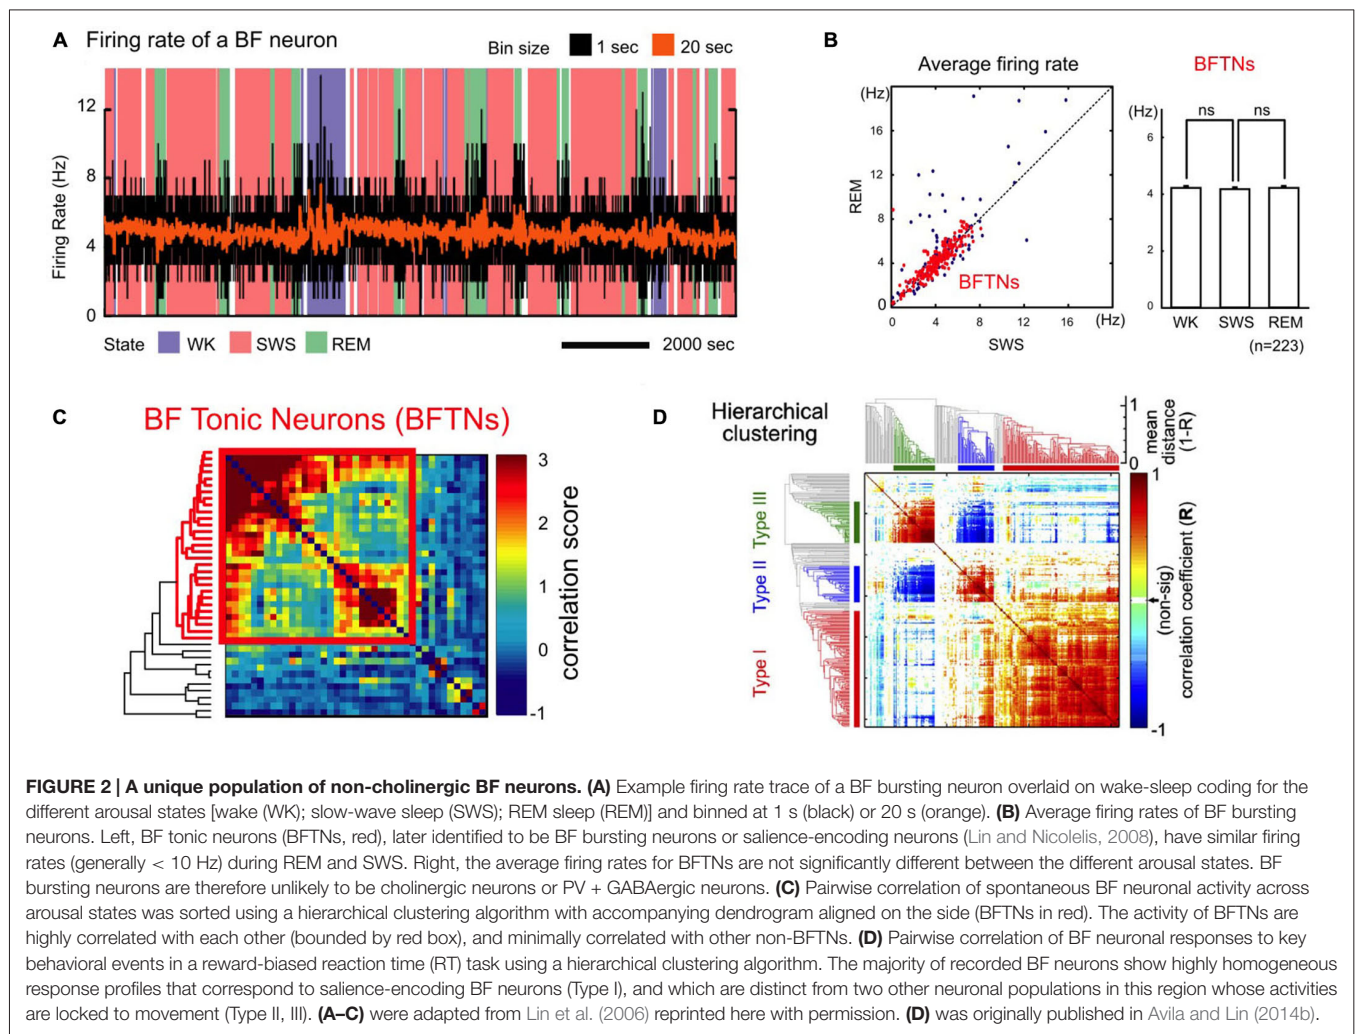 A Firing rate of a BF neuron
Bin size 1 sec 20 sec
Firing Rate (Hz)
12
8
4
0
State WK SWS REM
2000 sec
B
Average firing rate
(Hz)
REM
16
12
8
4
0
0 4 8 12 16 (Hz)
SWS
BFTNs
BFTNs
(Hz)
ns ns
6
4
2
0
WK SWS REM
(n=223)
C
BF Tonic Neurons (BFTNs)
3
2
1
0
-1
correlation score
D
Hierarchical
clustering
1
0
mean
distance
(1-R)
Type III
Type II
Type I
1
(non-sig)
-1
correlation coefficient (R)
FIGURE 2 | A unique population of non-cholinergic BF neurons. (A) Example firing rate trace of a BF bursting neuron overlaid on wake-sleep coding for the
different arousal states [wake (WK); slow-wave sleep (SWS); REM sleep (REM)] and binned at 1 s (black) or 20 s (orange). (B) Average firing rates of BF bursting
neurons. Left, BF tonic neurons (BFTNs, red), later identified to be BF bursting neurons or salience-encoding neurons (Lin and Nicolelis, 2008), have similar firing
rates (generally < 10 Hz) during REM and SWS. Right, the average firing rates for BFTNs are not significantly different between the different arousal states. BF
bursting neurons are therefore unlikely to be cholinergic neurons or PV + GABAergic neurons. (C) Pairwise correlation of spontaneous BF neuronal activity across
arousal states was sorted using a hierarchical clustering algorithm with accompanying dendrogram aligned on the side (BFTNs in red). The activity of BFTNs are
highly correlated with each other (bounded by red box), and minimally correlated with other non-BFTNs. (D) Pairwise correlation of BF neuronal responses to key
behavioral events in a reward-biased reaction time (RT) task using a hierarchical clustering algorithm. The majority of recorded BF neurons show highly homogeneous
response profiles that correspond to salience-encoding BF neurons (Type I), and which are distinct from two other neuronal populations in this region whose activities
are locked to movement (Type II, III). (A–C) were adapted from Lin et al. (2006) reprinted here with permission. (D) was originally published in Avila and Lin (2014b).